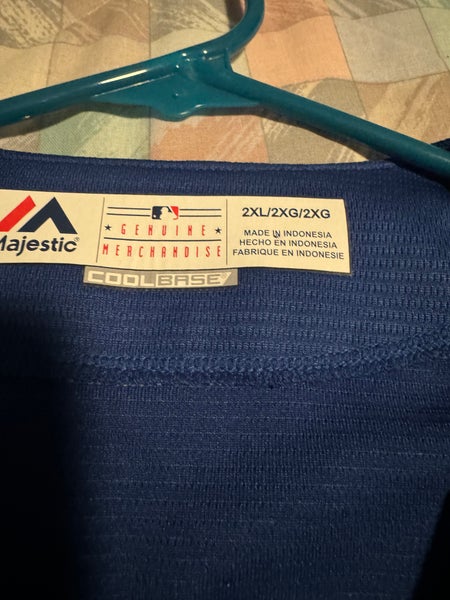 Majestic®
GENUINE
MERCHANDISE
COOLBASE
2XL/2XG/2XG
MADE IN INDONESIA
HECHO EN INDONESIA
FABRIQUE EN INDONESIE